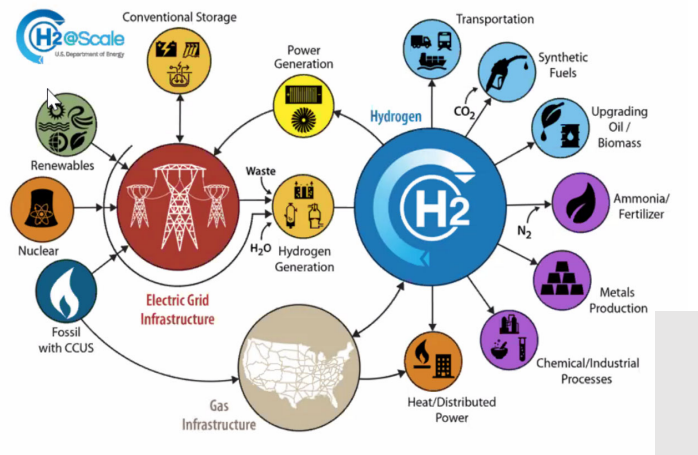 H2@Scale
U.S. Department of Energy
Conventional Storage
Transportation
Power
Generation
Synthetic
Fuels
Hydrogen
CO2
Upgrading
Oil /
Biomass
Renewables
Waste
H2
Ammonia/
Fertilizer
N2
Nuclear
H2O
Hydrogen
Generation
Electric Grid
Infrastructure
Metals
Production
Fossil
with CCUS
Chemical/Industrial
Processes
Gas
Infrastructure
Heat/Distributed
Power